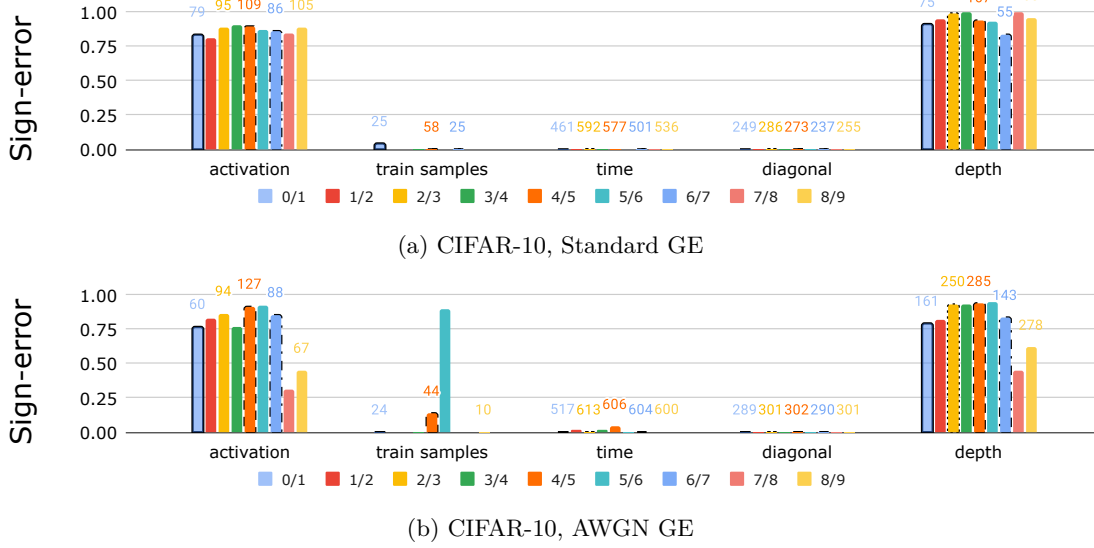 95 109 86 105
79 75 55
Sign-error
1.00
0.75
0.50
0.25
0.00
25 58 25
461 592 577 501 536
249 286 273 237 255
activation train samples time diagonal depth
0/1 1/2 2/3 3/4 4/5 5/6 6/7 7/8 8/9
(a) CIFAR-10, Standard GE
Sign-error
1.00
0.75
0.50
0.25
0.00
60 94 127 88 67
24 44 10
517 613 606 604 600
289 301 302 290 301
161 250 285 143 278
activation train samples time diagonal depth
0/1 1/2 2/3 3/4 4/5 5/6 6/7 7/8 8/9
(b) CIFAR-10, AWGN GE